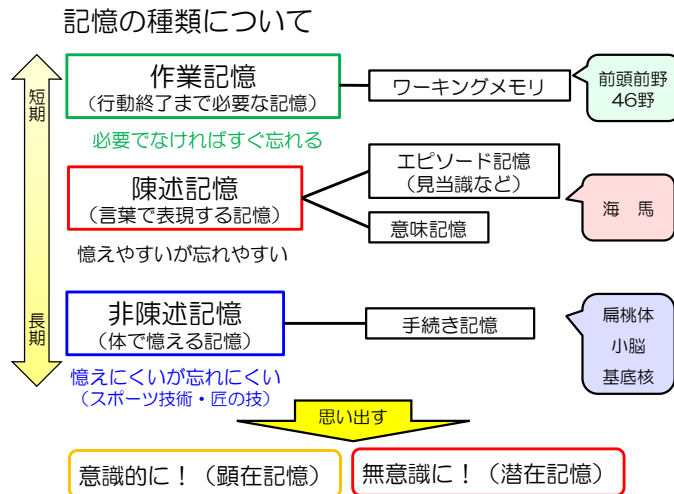 記憶の種類について
短期
作業記憶
（行動終了まで必要な記憶）
ワーキングメモリ
前頭前野
46野
必要でなければすぐ忘れる
陳述記憶
（言葉で表現する記憶）
エピソード記憶
（見当識など）
意味記憶
海 馬
憶えやすいが忘れやすい
長期
非陳述記憶
（体で憶える記憶）
手続き記憶
扁桃体
小脳
基底核
憶えにくいが忘れにくい
（スポーツ技術・匠の技）
思い出す
意識的に！（顕在記憶）
無意識に！（潜在記憶）